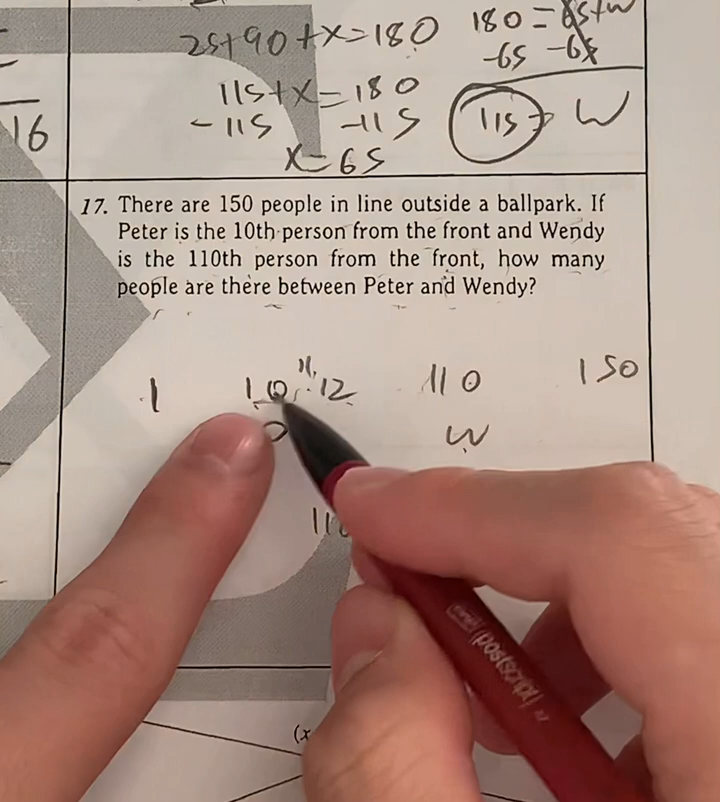 25+90+x=180
180=65+w
-65 -65
115+x=180
-115 -115
115=W
x=65
16
17. There are 150 people in line outside a ballpark. If
Peter is the 10th person from the front and Wendy
is the 110th person from the front, how many
people are there between Peter and Wendy?
1 10 11, 12 110 150
W
11
(x
postscript